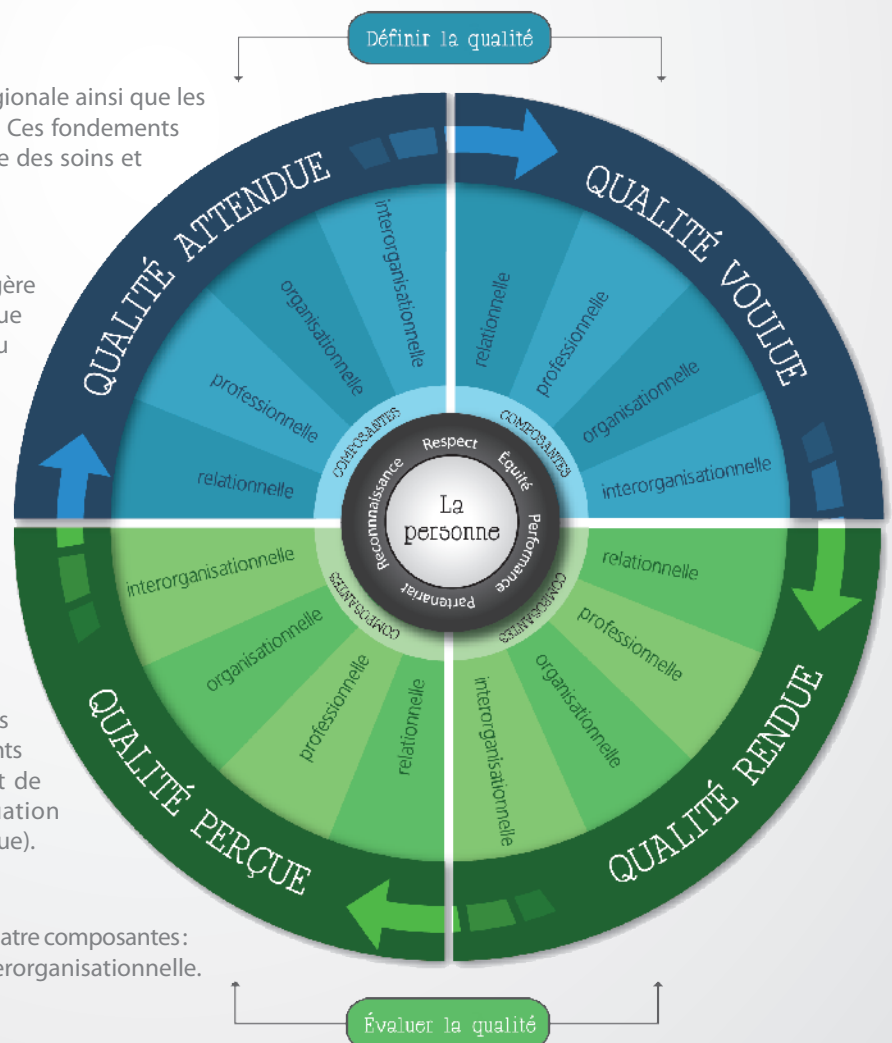 Définir la qualité
gionale ainsi que les
. Ces fondements
e des soins et
gère
ue
u
s
nts
t de
uation
ue).
atre composantes :
erorganisationnelle.
QUALITÉ ATTENDUE
relationnelle
professionnelle
organisationnelle
interorganisationnelle
COMPOSANTES
QUALITÉ VOULUE
relationnelle
professionnelle
organisationnelle
interorganisationnelle
COMPOSANTES
QUALITÉ RENDUE
relationnelle
professionnelle
organisationnelle
interorganisationnelle
COMPOSANTES
QUALITÉ PERÇUE
relationnelle
professionnelle
organisationnelle
interorganisationnelle
COMPOSANTES
Respect
Équité
Performance
Partenariat
Reconnnaissance
La
personne
Évaluer la qualité